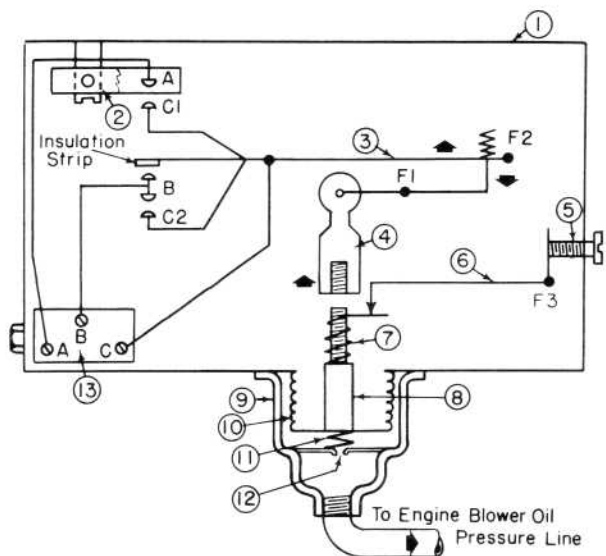 1
2
A
C1
Insulation
Strip
3
F2
F1
B
C2
4
5
6
F3
B
A
C
13
7
8
9
10
11
12
To Engine Blower Oil
Pressure Line